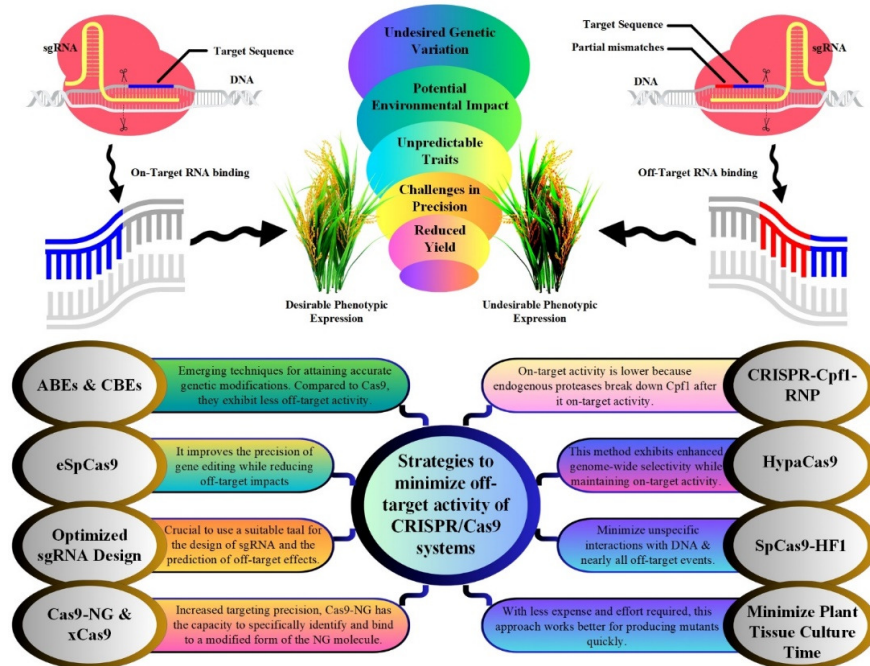 sgRNA
Target Sequence
DNA
On-Target RNA binding
Undesired Genetic
Variation
Potential
Environmental Impact
Unpredictable
Traits
Challenges in
Precision
Reduced
Yield
Desirable Phenotypic
Expression
Undesirable Phenotypic
Expression
Target Sequence
Partial mismatches
sgRNA
DNA
Off-Target RNA binding
Strategies to
minimize off-
target activity of
CRISPR/Cas9
systems
ABEs & CBEs
Emerging techniques for attaining accurate
genetic modifications. Compared to Cas9,
they exhibit less off-target activity.
eSpCas9
It improves the precision of
gene editing while reducing
off-target impacts
Optimized
sgRNA Design
Crucial to use a suitable taal for
the design of sgRNA and the
prediction of off-target effects.
Cas9-NG &
xCas9
Increased targeting precision, Cas9-NG has
the capacity to specifically identify and bind
to a modified form of the NG molecule.
On-target activity is lower because
endogenous proteases break down Cpf1 after
it on-target activity.
CRISPR-Cpf1-
RNP
This method exhibits enhanced
genome-wide selectivity while
maintaining on-target activity.
HypaCas9
Minimize unspecific
interactions with DNA &
nearly all off-target events.
SpCas9-HF1
With less expense and effort required, this
approach works better for producing mutants
quickly.
Minimize Plant
Tissue Culture
Time